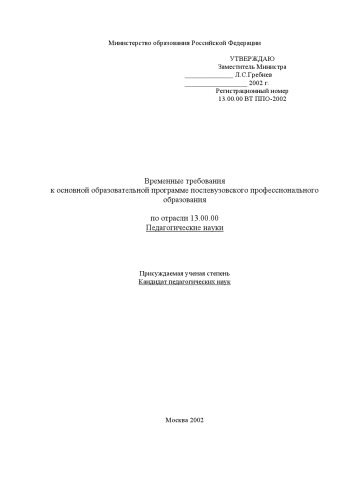 Министерство образования Российской Федерации
УТВЕРЖДАЮ
Заместитель Министра
_______________ Л.С.Гребнев
___________________ 2002 г.
Регистрационный номер
13.00.00 ВТ ППО-2002
Временные требования
к основной образовательной программе послевузовского профессионального
образования
по отрасли 13.00.00
Педагогические науки
Присуждаемая ученая степень
Кандидат педагогических наук
Москва 2002